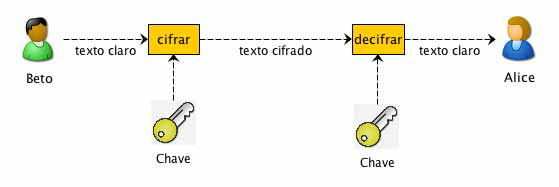 cifrar
decifrar
texto claro
texto cifrado
texto claro
Beto
Alice
Chave
Chave